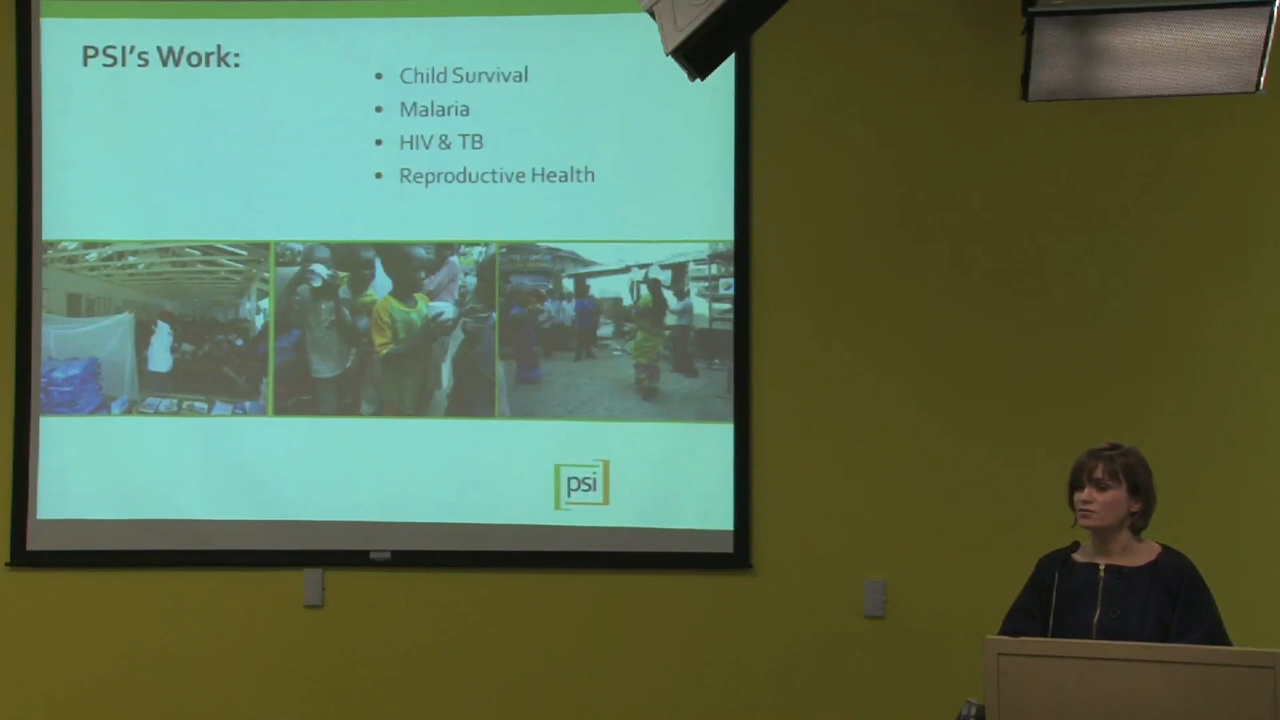 PSI's Work:
• Child Survival
• Malaria
• HIV & TB
• Reproductive Health
psi